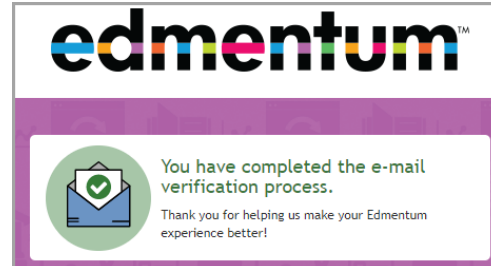 edmentum™
You have completed the e-mail
verification process.
Thank you for helping us make your Edmentum
experience better!